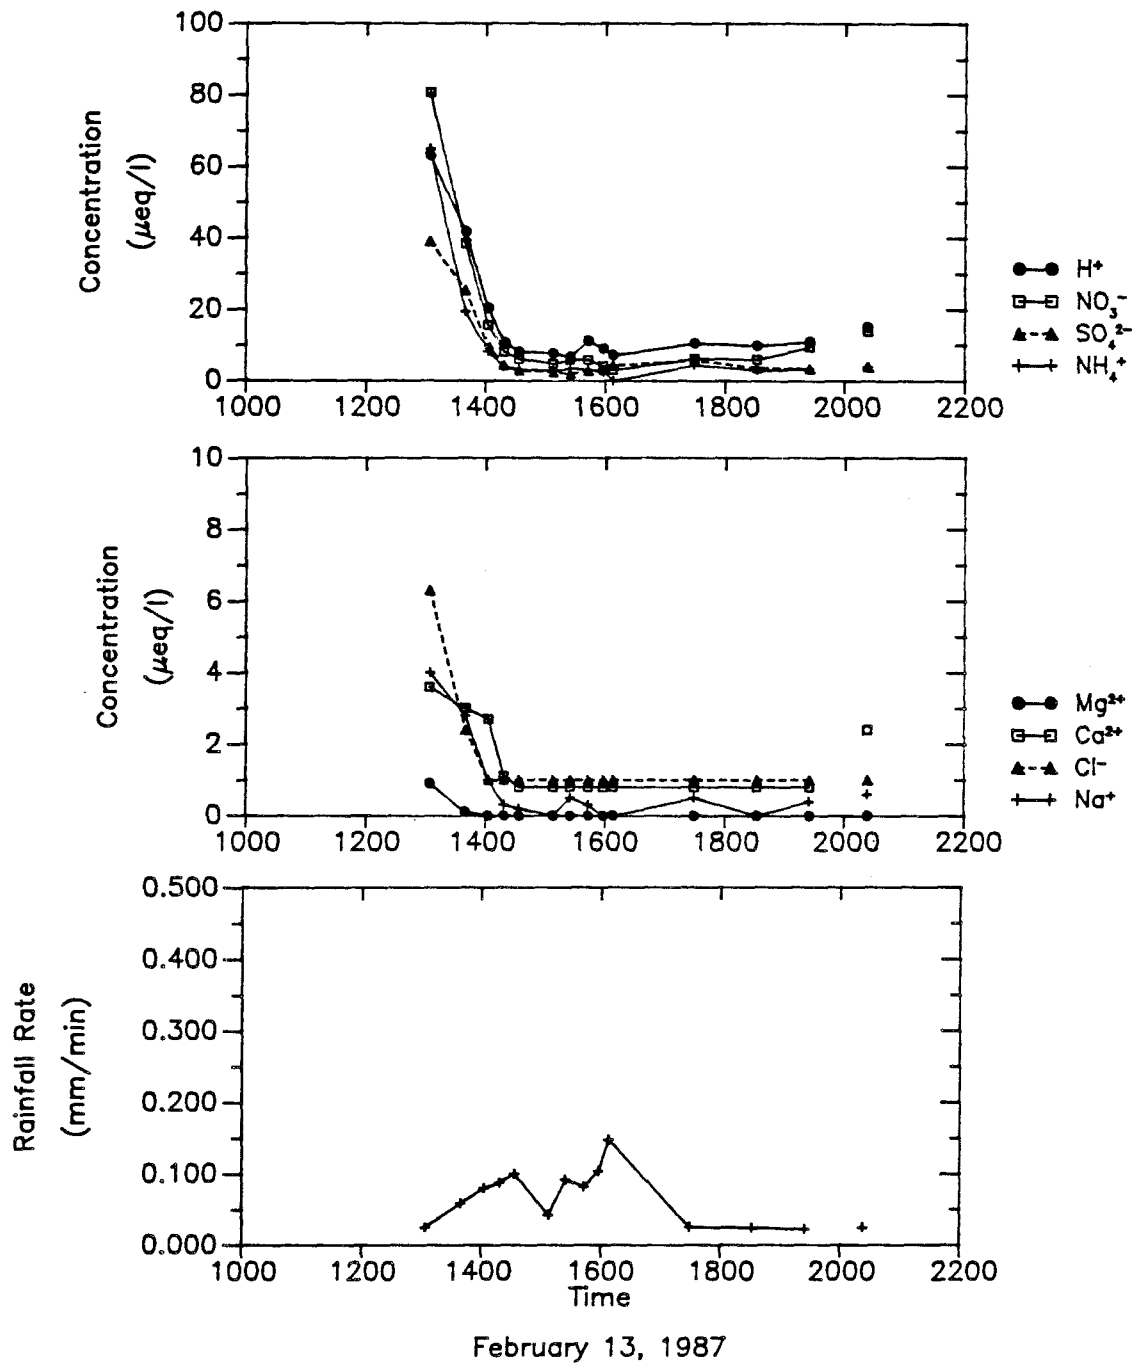 100
80
60
40
20
0
Concentration
(μeq/l)
1000 1200 1400 1600 1800 2000 2200
H⁺
NO₃⁻
SO₄²⁻
NH₄⁺
10
8
6
4
2
0
Concentration
(μeq/l)
1000 1200 1400 1600 1800 2000 2200
Mg²⁺
Ca²⁺
Cl⁻
Na⁺
0.500
0.400
0.300
0.200
0.100
0.000
Rainfall Rate
(mm/min)
1000 1200 1400 1600 1800 2000 2200
Time
February 13, 1987